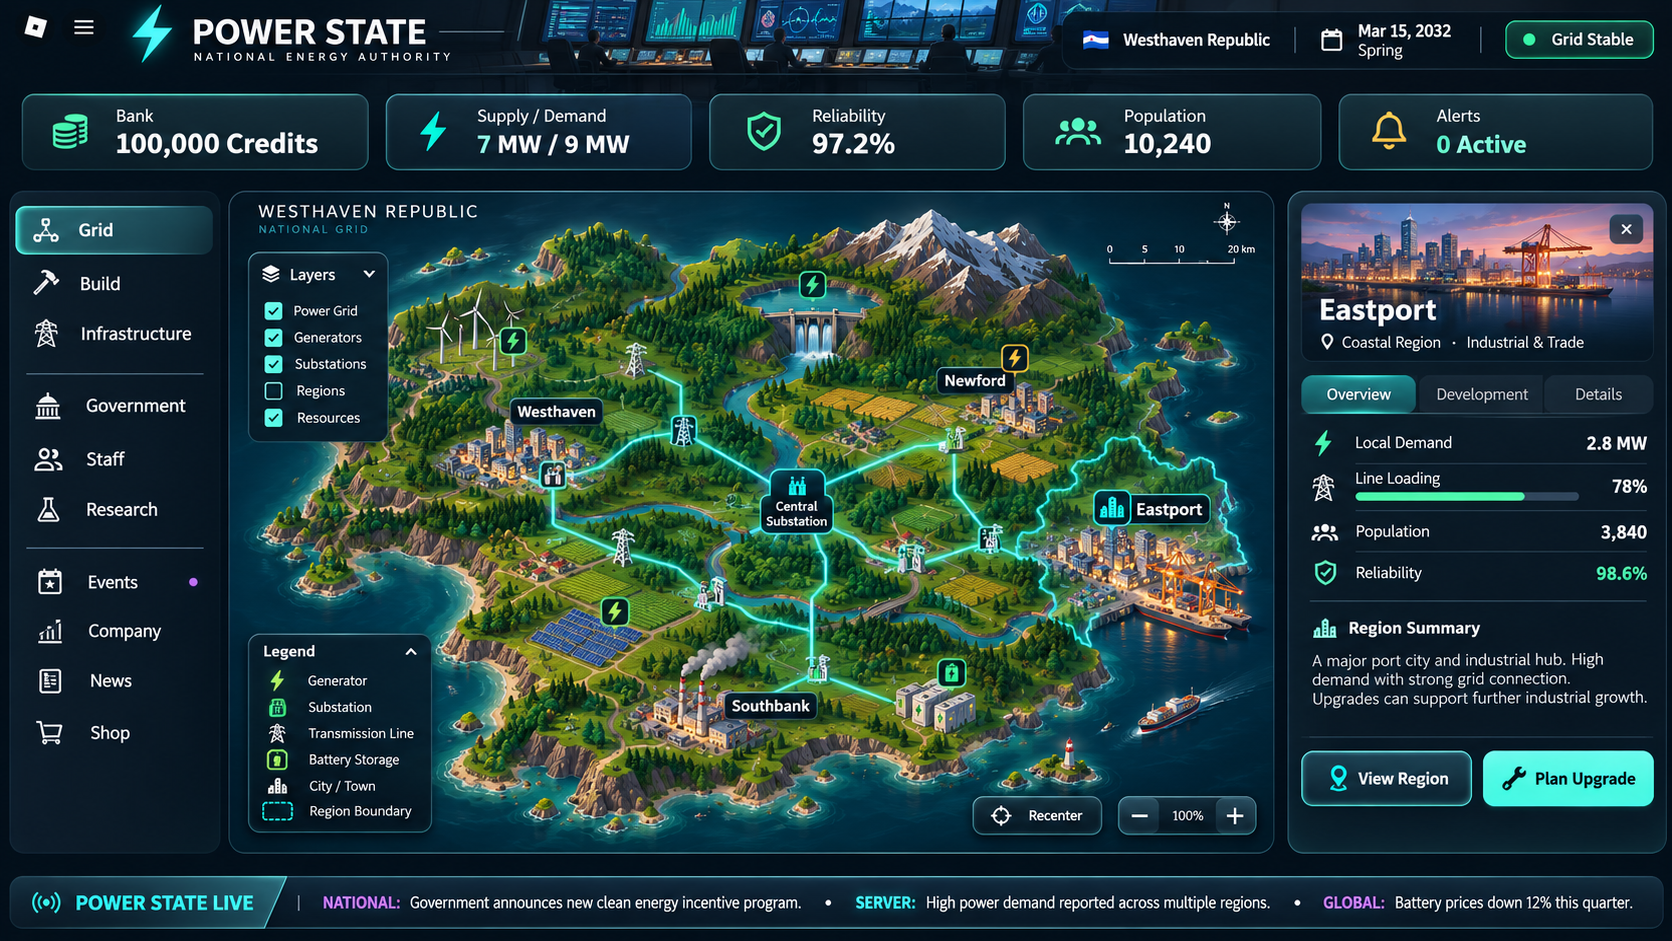 POWER STATE
NATIONAL ENERGY AUTHORITY
Westhaven Republic
Mar 15, 2032
Spring
Grid Stable
Bank
100,000 Credits
Supply / Demand
7 MW / 9 MW
Reliability
97.2%
Population
10,240
Alerts
0 Active
Grid
Build
Infrastructure
Government
Staff
Research
Events
Company
News
Shop
WESTHAVEN REPUBLIC
NATIONAL GRID
Layers
Power Grid
Generators
Substations
Regions
Resources
N
0 5 10 20 km
Westhaven
Newford
Central
Substation
Eastport
Southbank
Legend
Generator
Substation
Transmission Line
Battery Storage
City / Town
Region Boundary
Recenter
100%
Eastport
Coastal Region · Industrial & Trade
Overview
Development
Details
Local Demand 2.8 MW
Line Loading 78%
Population 3,840
Reliability 98.6%
Region Summary
A major port city and industrial hub. High
demand with strong grid connection.
Upgrades can support further industrial growth.
View Region
Plan Upgrade
POWER STATE LIVE
NATIONAL: Government announces new clean energy incentive program. • SERVER: High power demand reported across multiple regions. • GLOBAL: Battery prices down 12% this quarter.